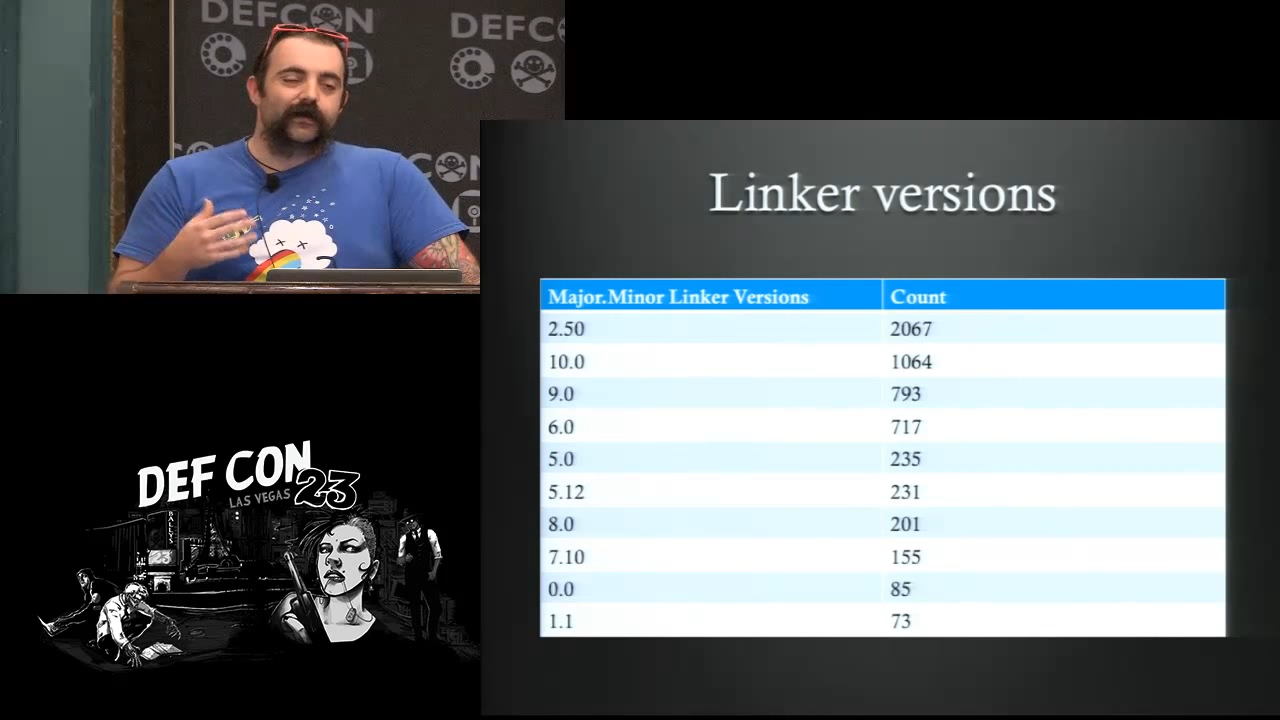 DEFCON
DEFC
Linker versions
Major.Minor Linker Versions Count
2.50 2067
10.0 1064
9.0 793
6.0 717
5.0 235
5.12 231
8.0 201
7.10 155
0.0 85
1.1 73
DEF CON 23
LAS VEGAS
BALLYS